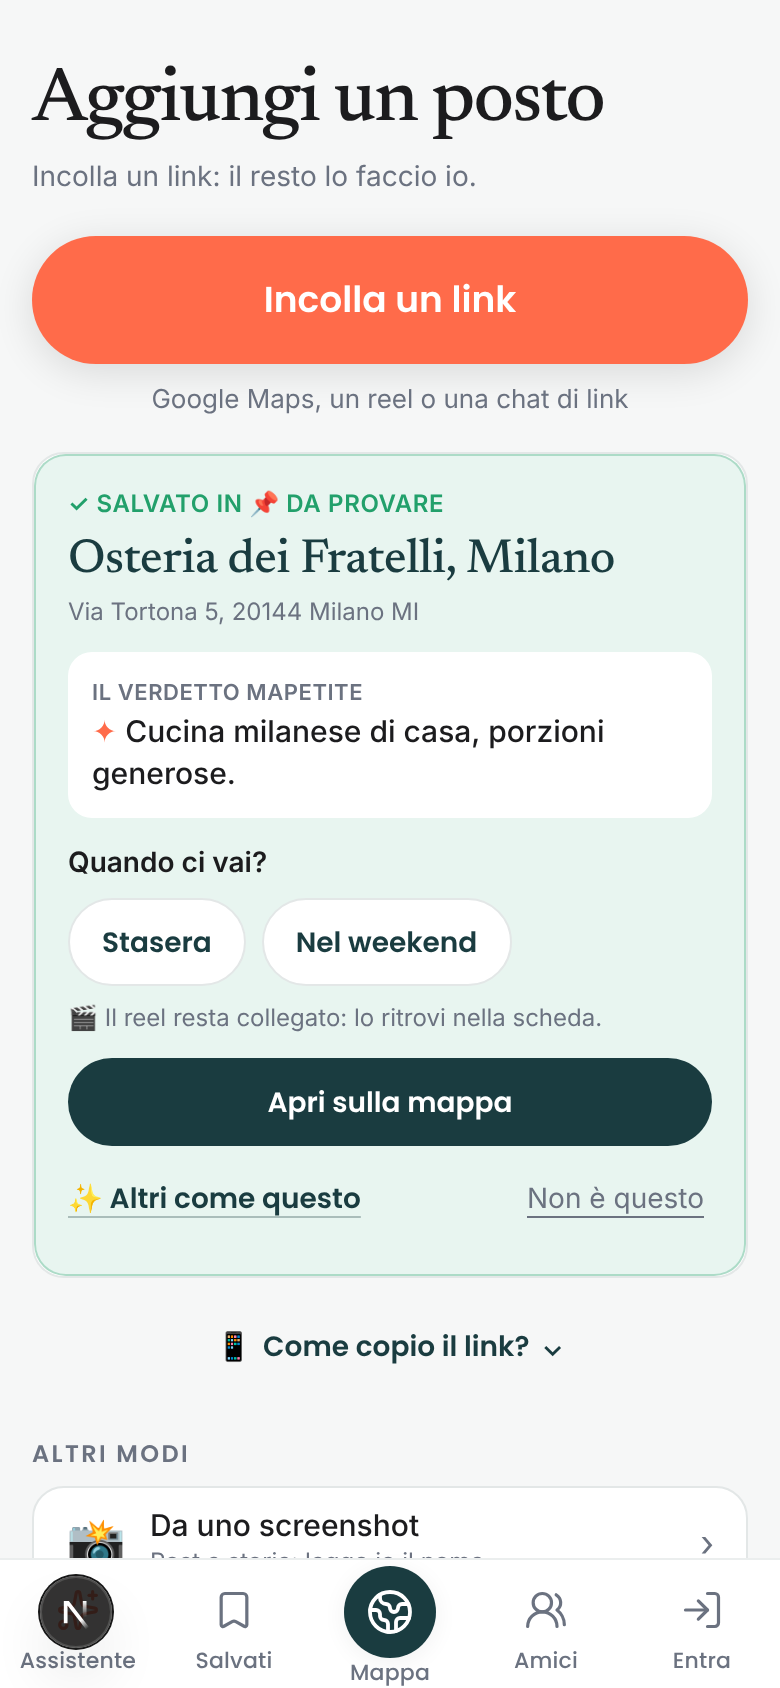 Aggiungi un posto
Incolla un link: il resto lo faccio io.
Incolla un link
Google Maps, un reel o una chat di link
✓ SALVATO IN 📌 DA PROVARE
Osteria dei Fratelli, Milano
Via Tortona 5, 20144 Milano MI
IL VERDETTO MAPETITE
✦ Cucina milanese di casa, porzioni
generose.
Quando ci vai?
Stasera
Nel weekend
🎬 Il reel resta collegato: lo ritrovi nella scheda.
Apri sulla mappa
✨ Altri come questo
Non è questo
📱 Come copio il link?
ALTRI MODI
Da uno screenshot
N
Assistente
Salvati
Mappa
Amici
Entra